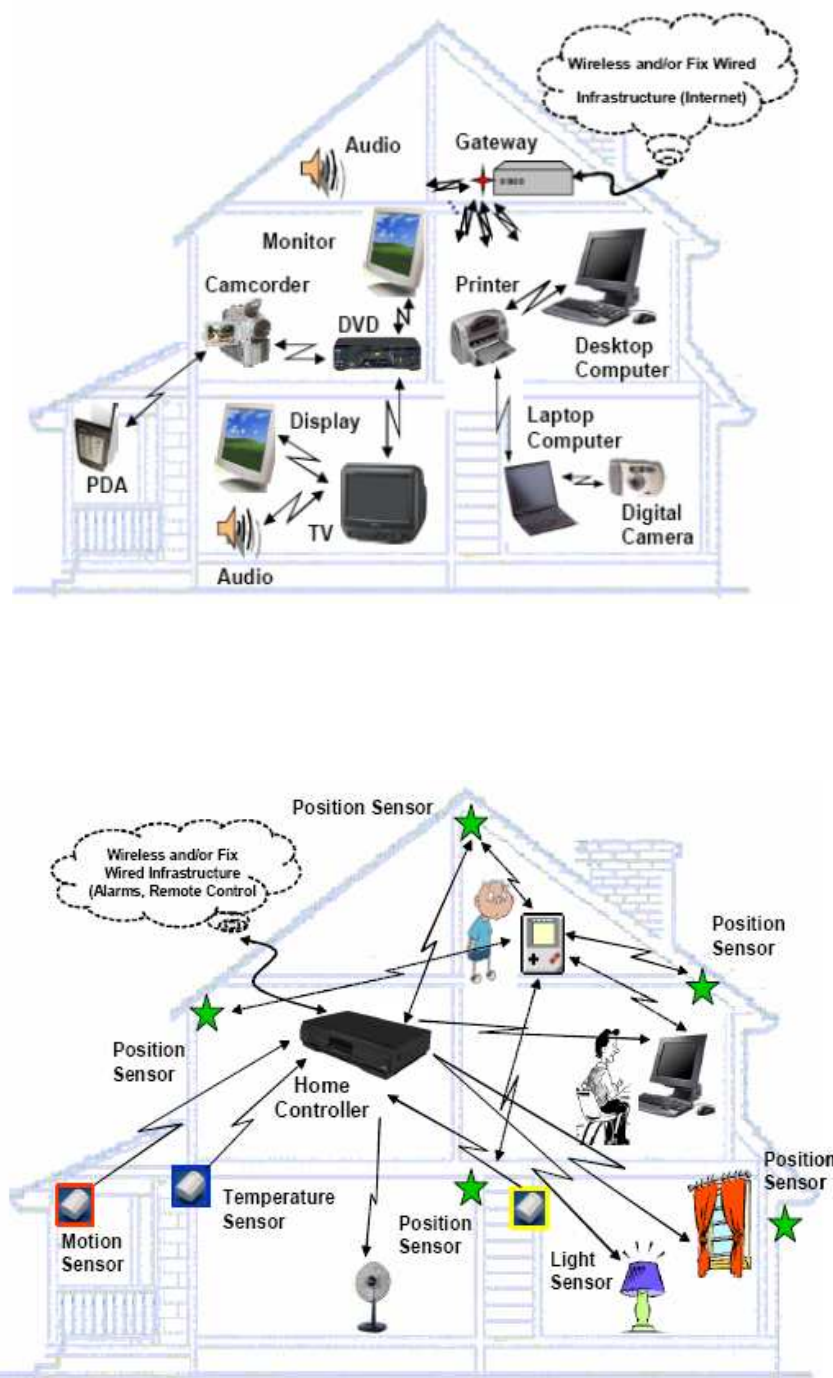 Wireless and/or Fix Wired
Infrastructure (Internet)
Audio
Gateway
Monitor
Camcorder
Printer
DVD
Desktop
Computer
Display
Laptop
Computer
PDA
TV
Digital
Camera
Audio
Position Sensor
Wireless and/or Fix
Wired Infrastructure
(Alarms, Remote Control
Position
Sensor
Position
Sensor
Home
Controller
Position
Sensor
Temperature
Sensor
Position
Sensor
Motion
Sensor
Light
Sensor